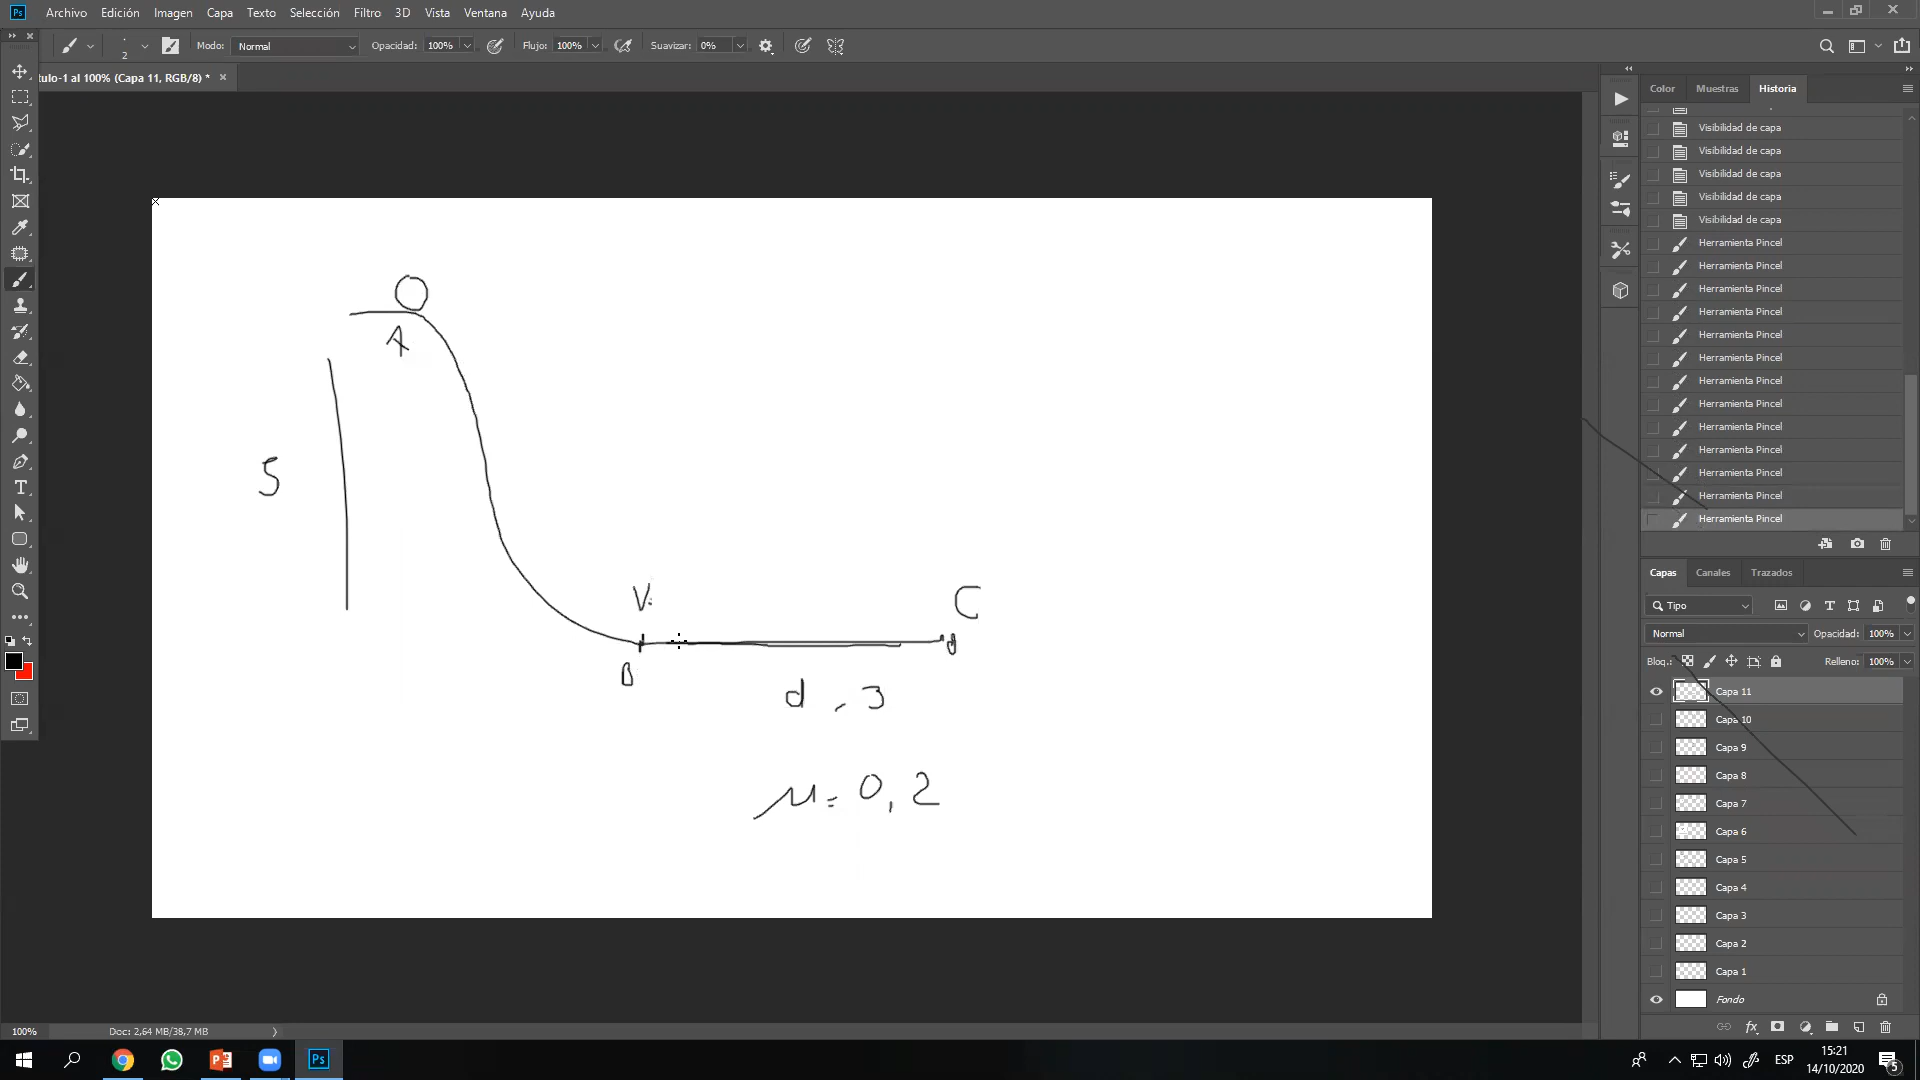 Ps Archivo Edición Imagen Capa Texto Selección Filtro 3D Vista Ventana Ayuda
2 Modo: Normal Opacidad: 100% Flujo: 100% Suavizar: 0%
tulo-1 al 100% (Capa 11, RGB/8) * ×
Color Muestras Historia
Visibilidad de capa
Visibilidad de capa
Visibilidad de capa
Visibilidad de capa
Visibilidad de capa
Herramienta Pincel
Herramienta Pincel
Herramienta Pincel
Herramienta Pincel
Herramienta Pincel
Herramienta Pincel
Herramienta Pincel
Herramienta Pincel
Herramienta Pincel
Herramienta Pincel
Herramienta Pincel
Herramienta Pincel
Herramienta Pincel
A
5
V. C
B
d = 3
μ = 0,2
Capas Canales Trazados
Tipo
Normal Opacidad: 100%
Bloq.: Relleno: 100%
Capa 11
Capa 10
Capa 9
Capa 8
Capa 7
Capa 6
Capa 5
Capa 4
Capa 3
Capa 2
Capa 1
Fondo
100% Doc: 2,64 MB/38,7 MB
ESP 15:21
14/10/2020 5